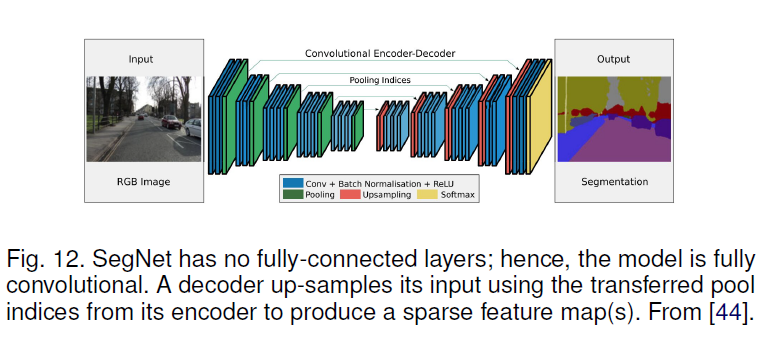 Input
Convolutional Encoder-Decoder
Output
Pooling Indices
RGB Image
Segmentation
Conv + Batch Normalisation + ReLU
Pooling Upsampling Softmax
Fig. 12. SegNet has no fully-connected layers; hence, the model is fully
convolutional. A decoder up-samples its input using the transferred pool
indices from its encoder to produce a sparse feature map(s). From [44].